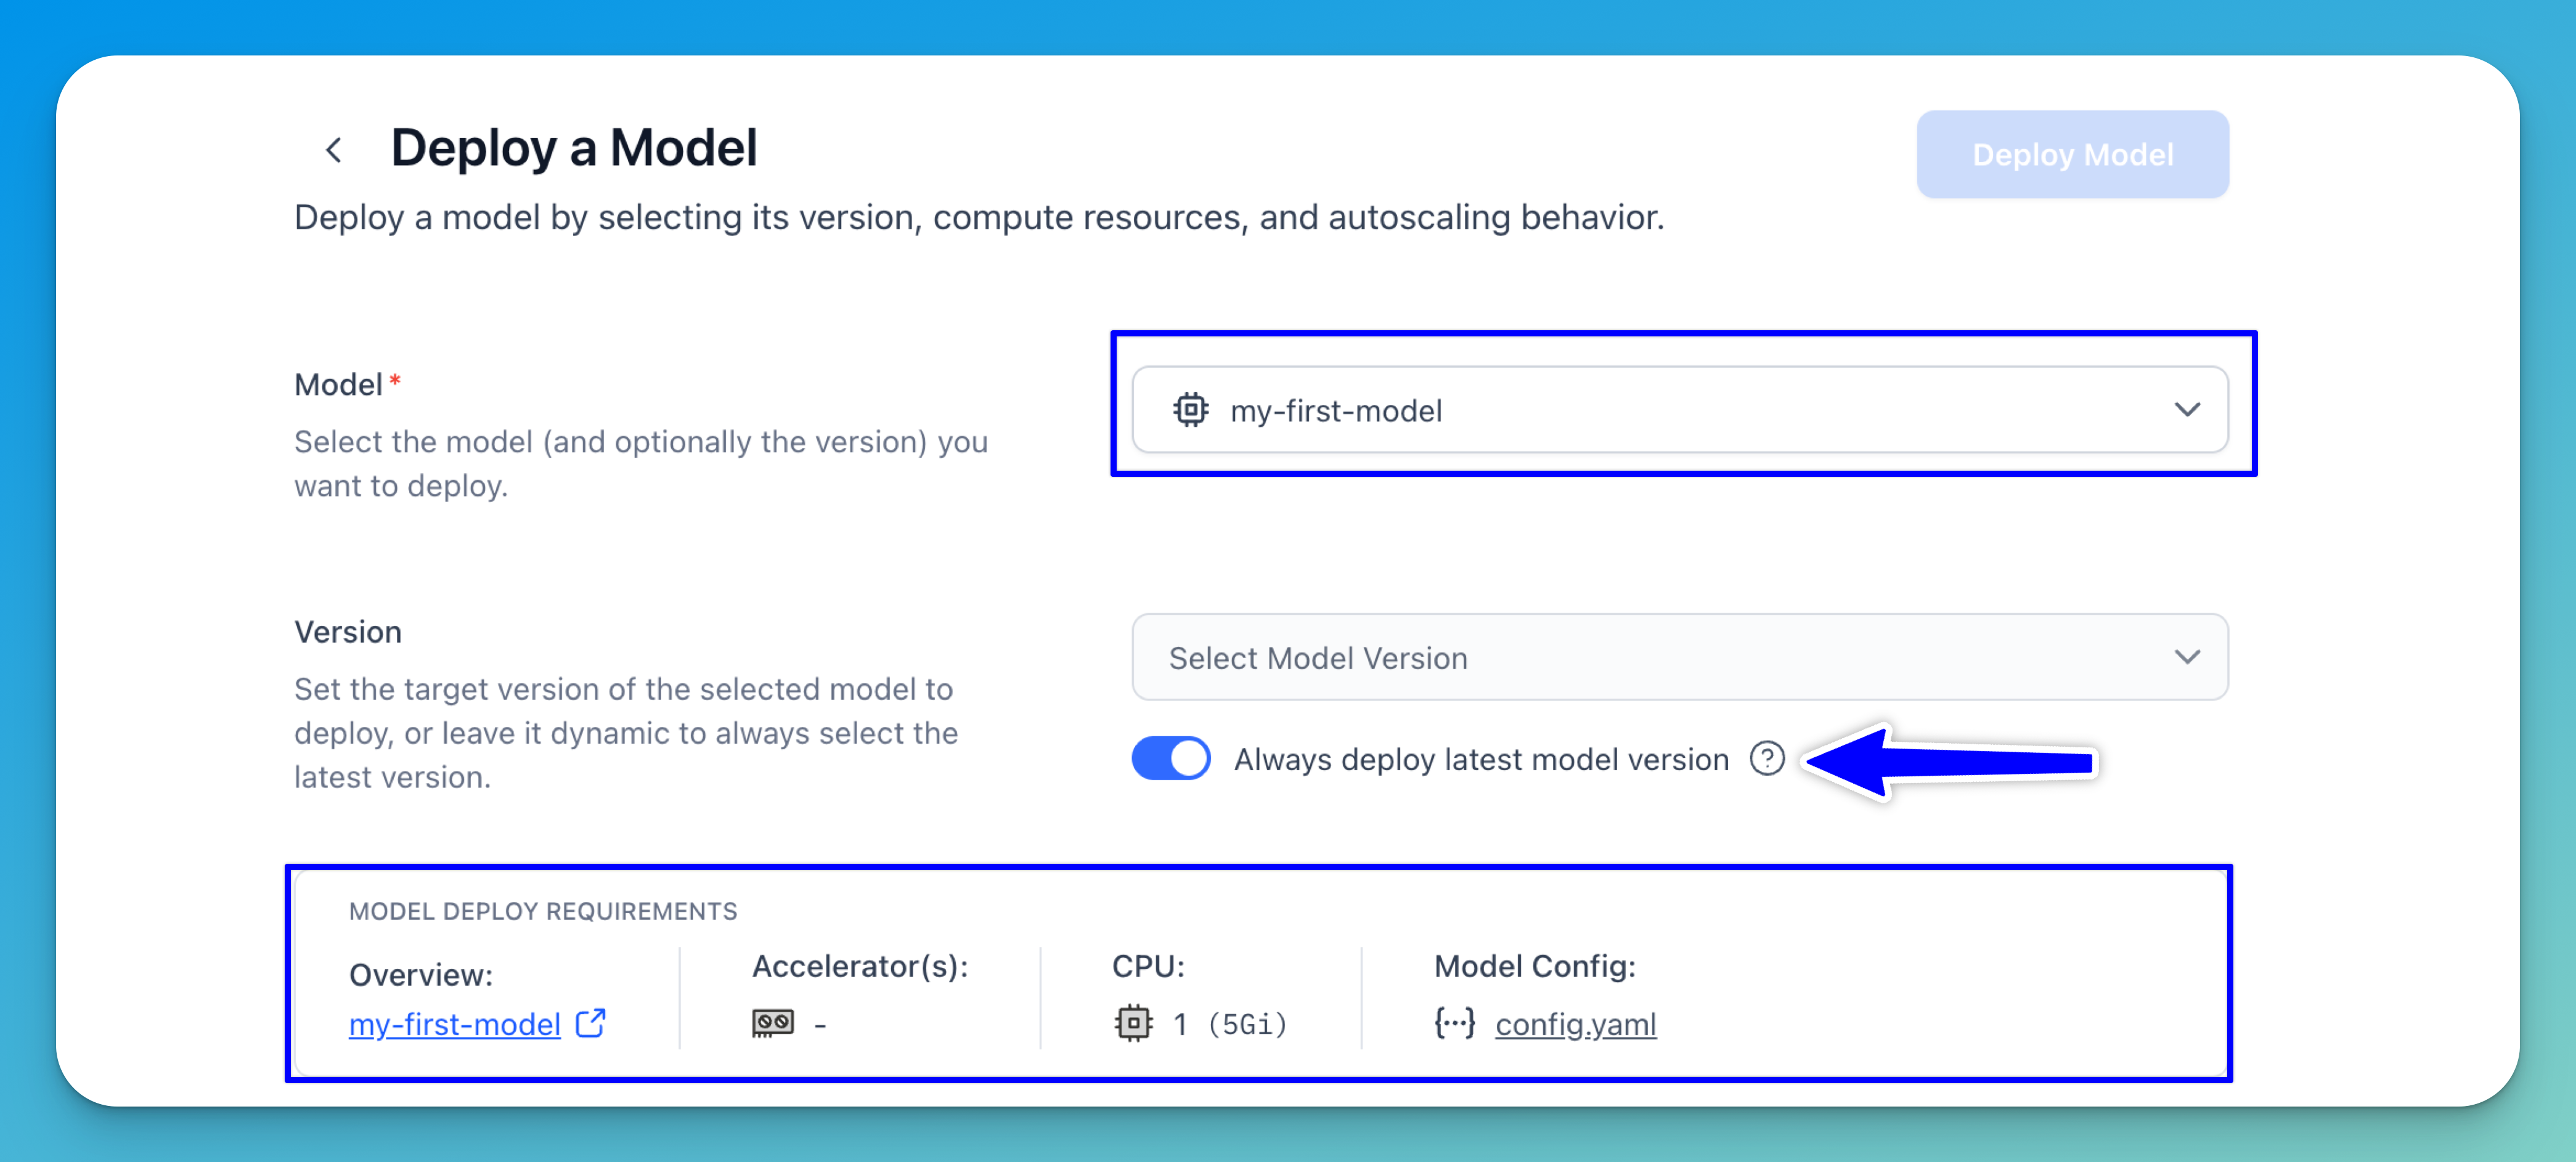 Deploy a Model
Deploy Model
Deploy a model by selecting its version, compute resources, and autoscaling behavior.
Model *
my-first-model
Select the model (and optionally the version) you
want to deploy.
Version
Select Model Version
Set the target version of the selected model to
deploy, or leave it dynamic to always select the
latest version.
Always deploy latest model version
MODEL DEPLOY REQUIREMENTS
Overview:
my-first-model
Accelerator(s):
-
CPU:
1 (5Gi)
Model Config:
config.yaml